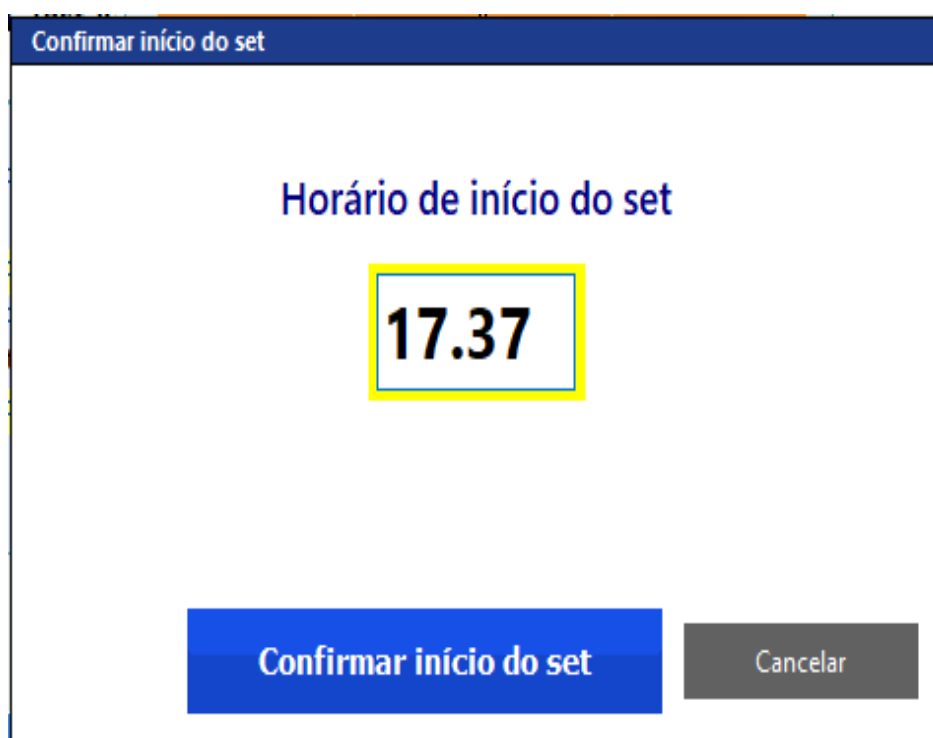 Confirmar início do set
Horário de início do set
17.37
Confirmar início do set
Cancelar